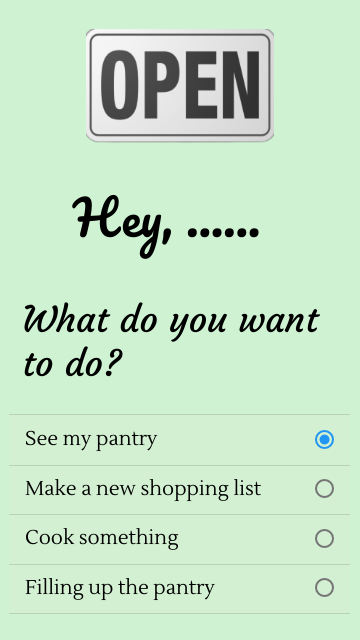 OPEN
Hey, ......
What do you want
to do?
See my pantry
Make a new shopping list
Cook something
Filling up the pantry